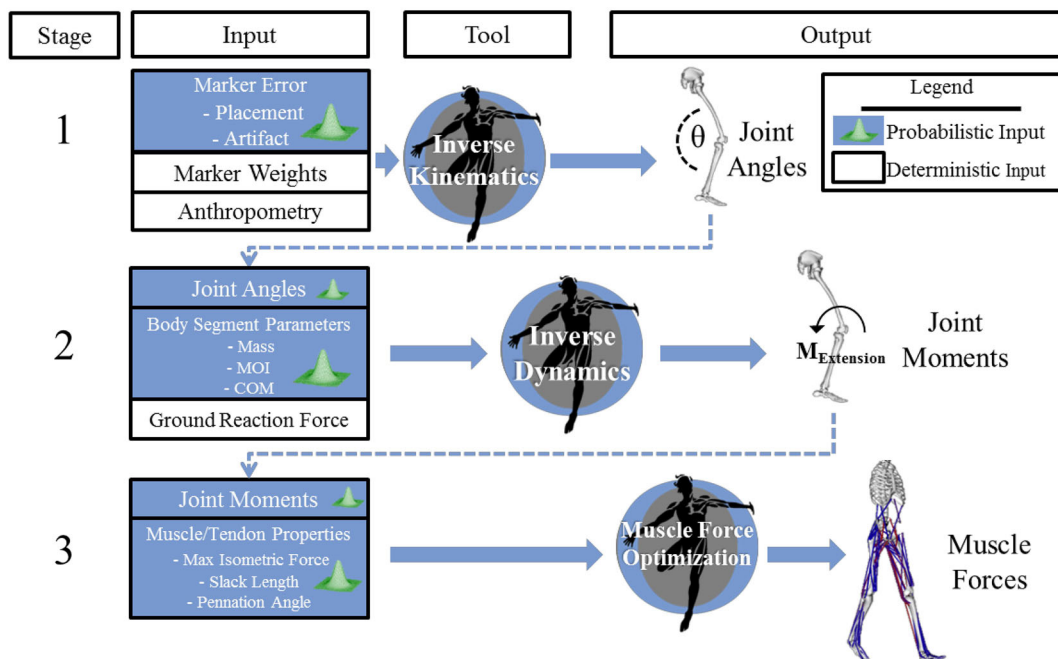 Stage
Input
Tool
Output
1
Marker Error
- Placement
- Artifact
Marker Weights
Anthropometry
Inverse
Kinematics
θ
Joint
Angles
Legend
Probabilistic Input
Deterministic Input
2
Joint Angles
Body Segment Parameters
- Mass
- MOI
- COM
Ground Reaction Force
Inverse
Dynamics
MExtension
Joint
Moments
3
Joint Moments
Muscle/Tendon Properties
- Max Isometric Force
- Slack Length
- Pennation Angle
Muscle Force
Optimization
Muscle
Forces